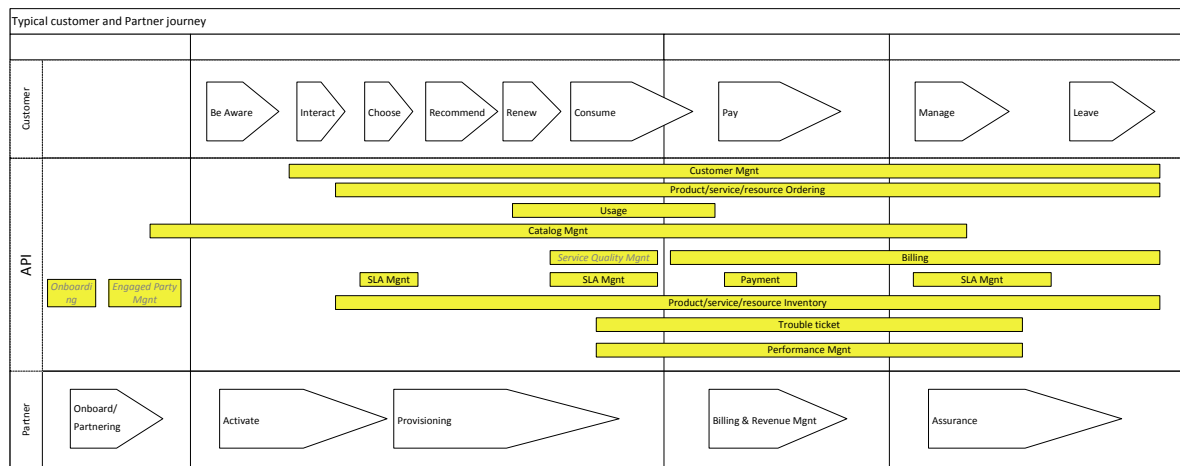 Typical customer and Partner journey
Customer
Be Aware
Interact
Choose
Recommend
Renew
Consume
Pay
Manage
Leave
API
Customer Mgnt
Product/service/resource Ordering
Usage
Catalog Mgnt
Service Quality Mgnt
Billing
Onboardi
ng
Engaged Party
Mgnt
SLA Mgnt
SLA Mgnt
Payment
SLA Mgnt
Product/service/resource Inventory
Trouble ticket
Performance Mgnt
Partner
Onboard/
Partnering
Activate
Provisioning
Billing & Revenue Mgnt
Assurance